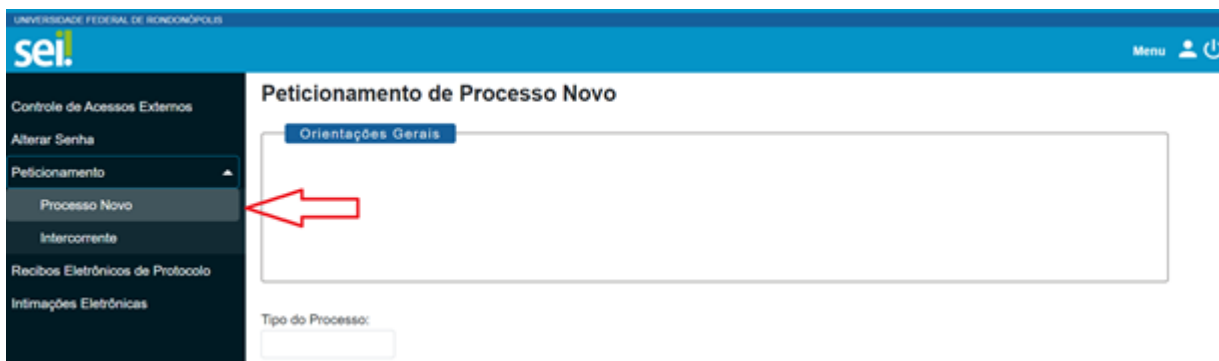 UNIVERSIDADE FEDERAL DE RONDONÓPOLIS
sei!
Menu
Controle de Acessos Externos
Alterar Senha
Peticionamento
Processo Novo
Intercorrente
Recibos Eletrônicos de Protocolo
Intimações Eletrônicas
Peticionamento de Processo Novo
Orientações Gerais
Tipo do Processo: